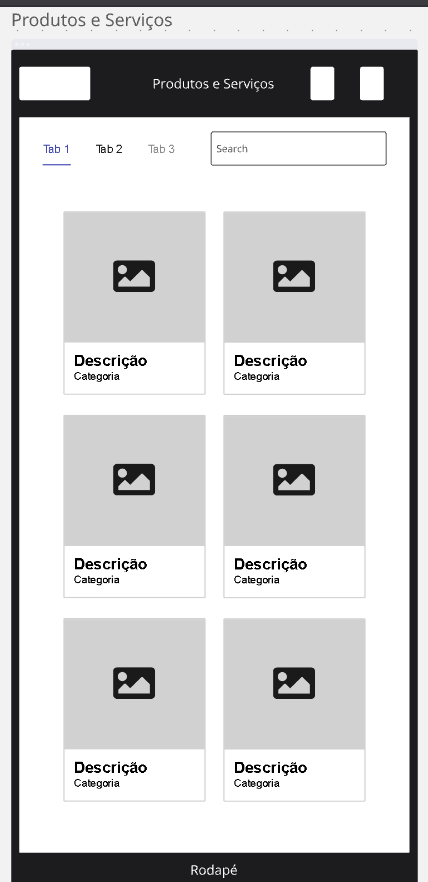 Produtos e Serviços
Produtos e Serviços
Tab 1 Tab 2 Tab 3 Search
Descrição Descrição
Categoria Categoria
Descrição Descrição
Categoria Categoria
Descrição Descrição
Categoria Categoria
Rodapé